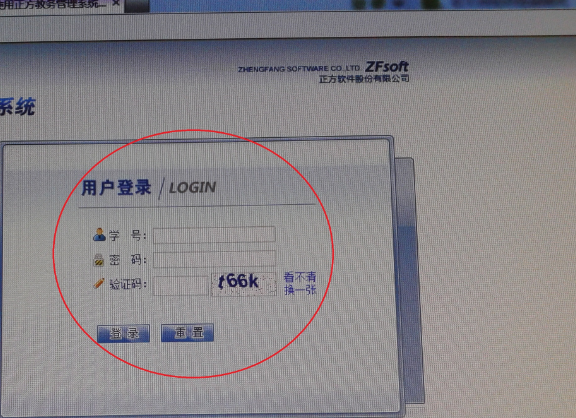 使用正方教务管理系统...
ZHENGFANG SOFTWARE CO.,LTD. ZFsoft
正方软件股份有限公司
系统
用户登录 LOGIN
学 号：
密 码：
验证码： t66k 看不清
换一张
登 录 重 置